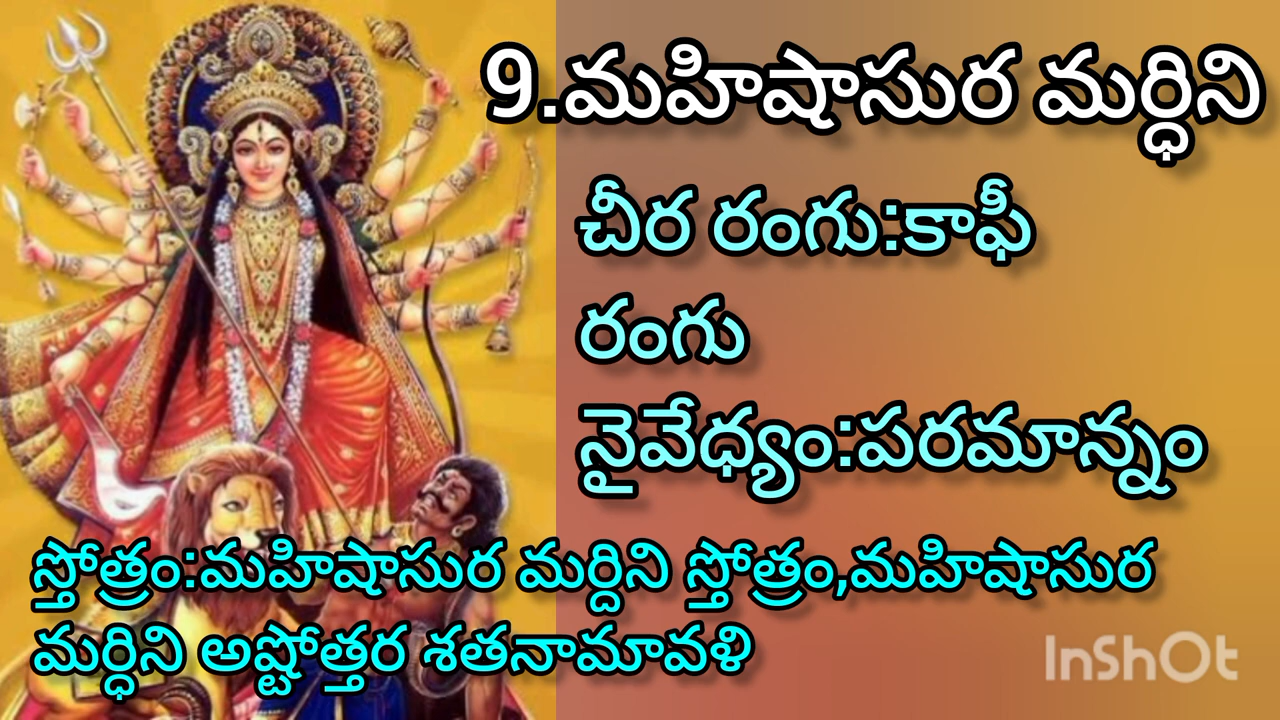 9.మహిషాసుర మర్ధిని
చీర రంగు:కాఫీ
రంగు
నైవేధ్యం:పరమాన్నం
స్తోత్రం:మహిషాసుర మర్దిని స్తోత్రం,మహిషాసుర
మర్ధిని అష్టోత్తర శతనామావళి
InShOt